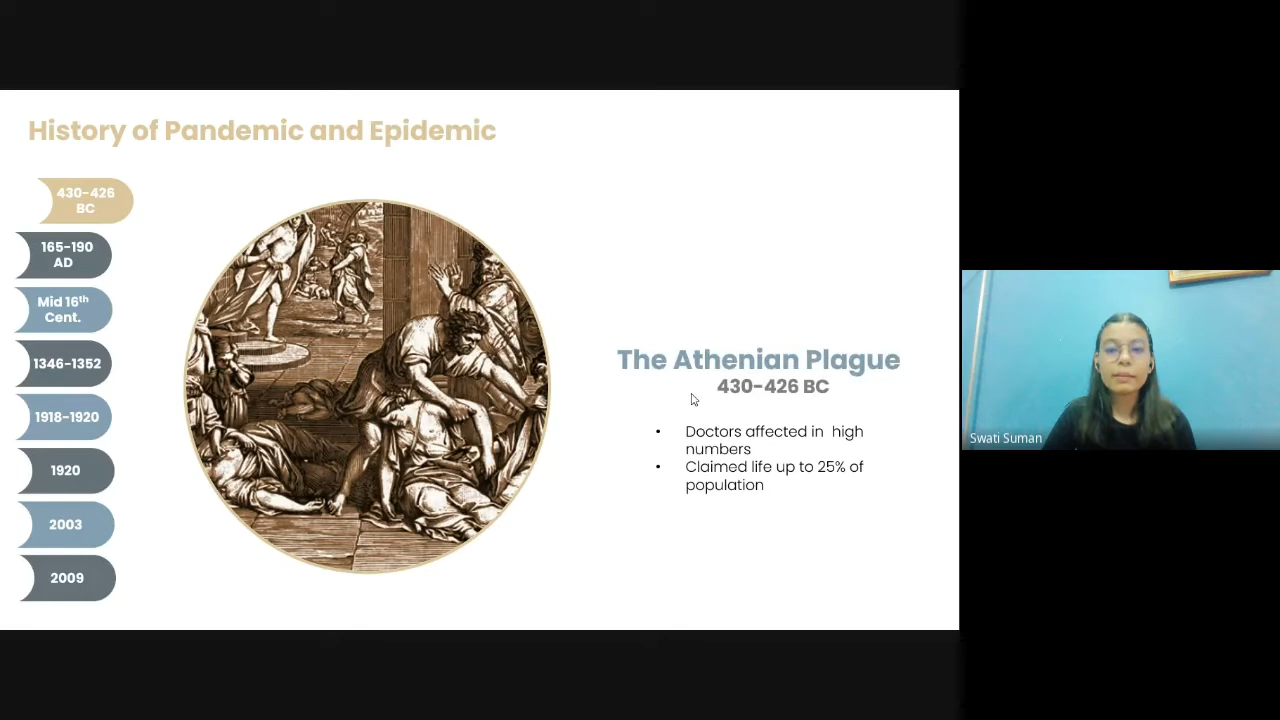 History of Pandemic and Epidemic
430-426
BC
165-190
AD
Mid 16th
Cent.
1346-1352
1918-1920
1920
2003
2009
The Athenian Plague
430-426 BC
• Doctors affected in high
numbers
• Claimed life up to 25% of
population
Swati Suman